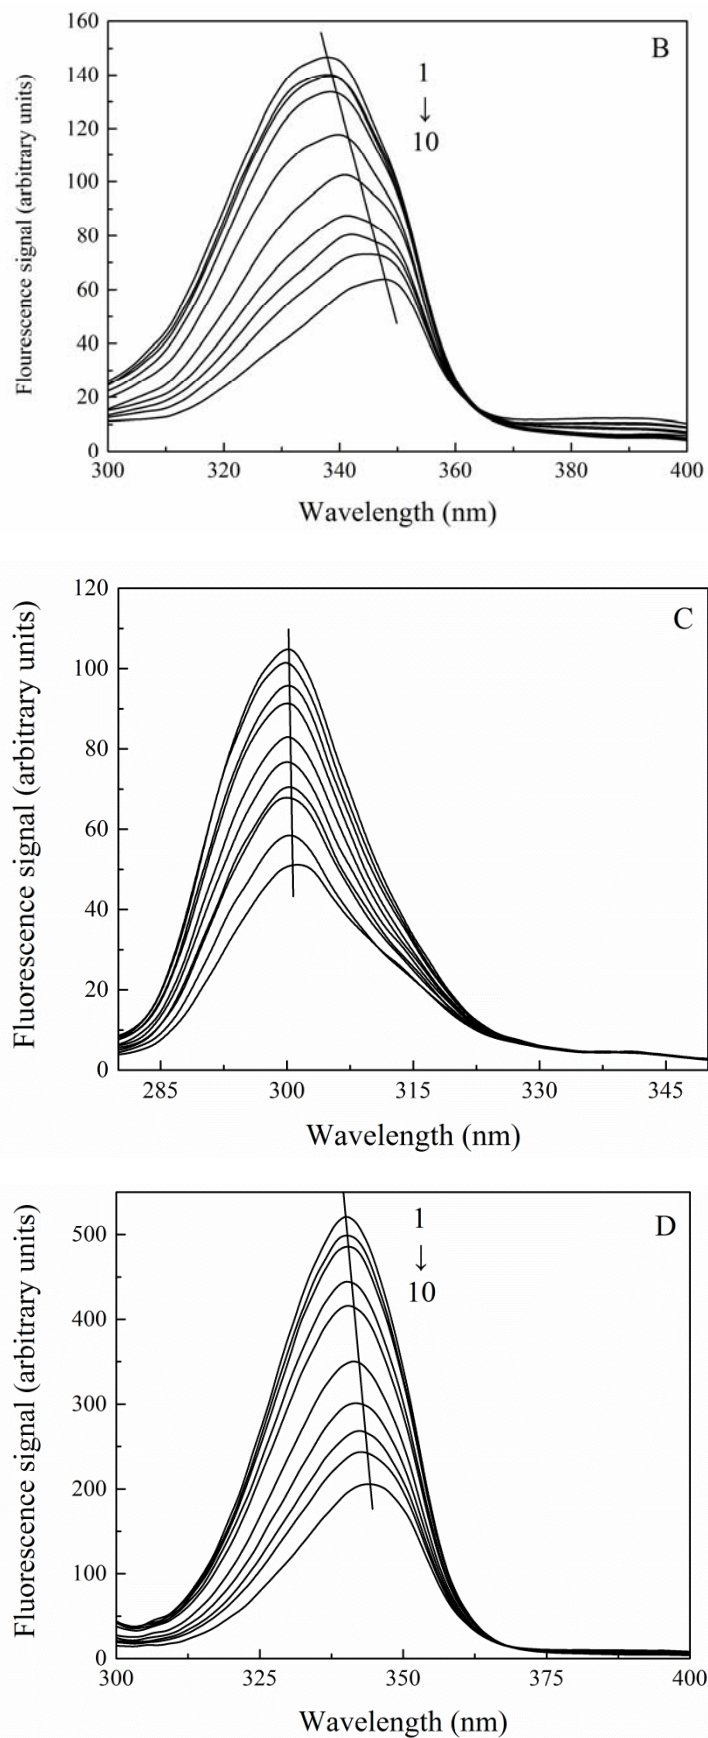 B
1
↓
10
160
140
120
100
80
60
40
20
0
Flourescence signal (arbitrary units)
300 320 340 360 380 400
Wavelength (nm)
C
120
100
80
60
40
20
0
Fluorescence signal (arbitrary units)
285 300 315 330 345
Wavelength (nm)
D
1
↓
10
500
400
300
200
100
0
Fluorescence signal (arbitrary units)
300 325 350 375 400
Wavelength (nm)